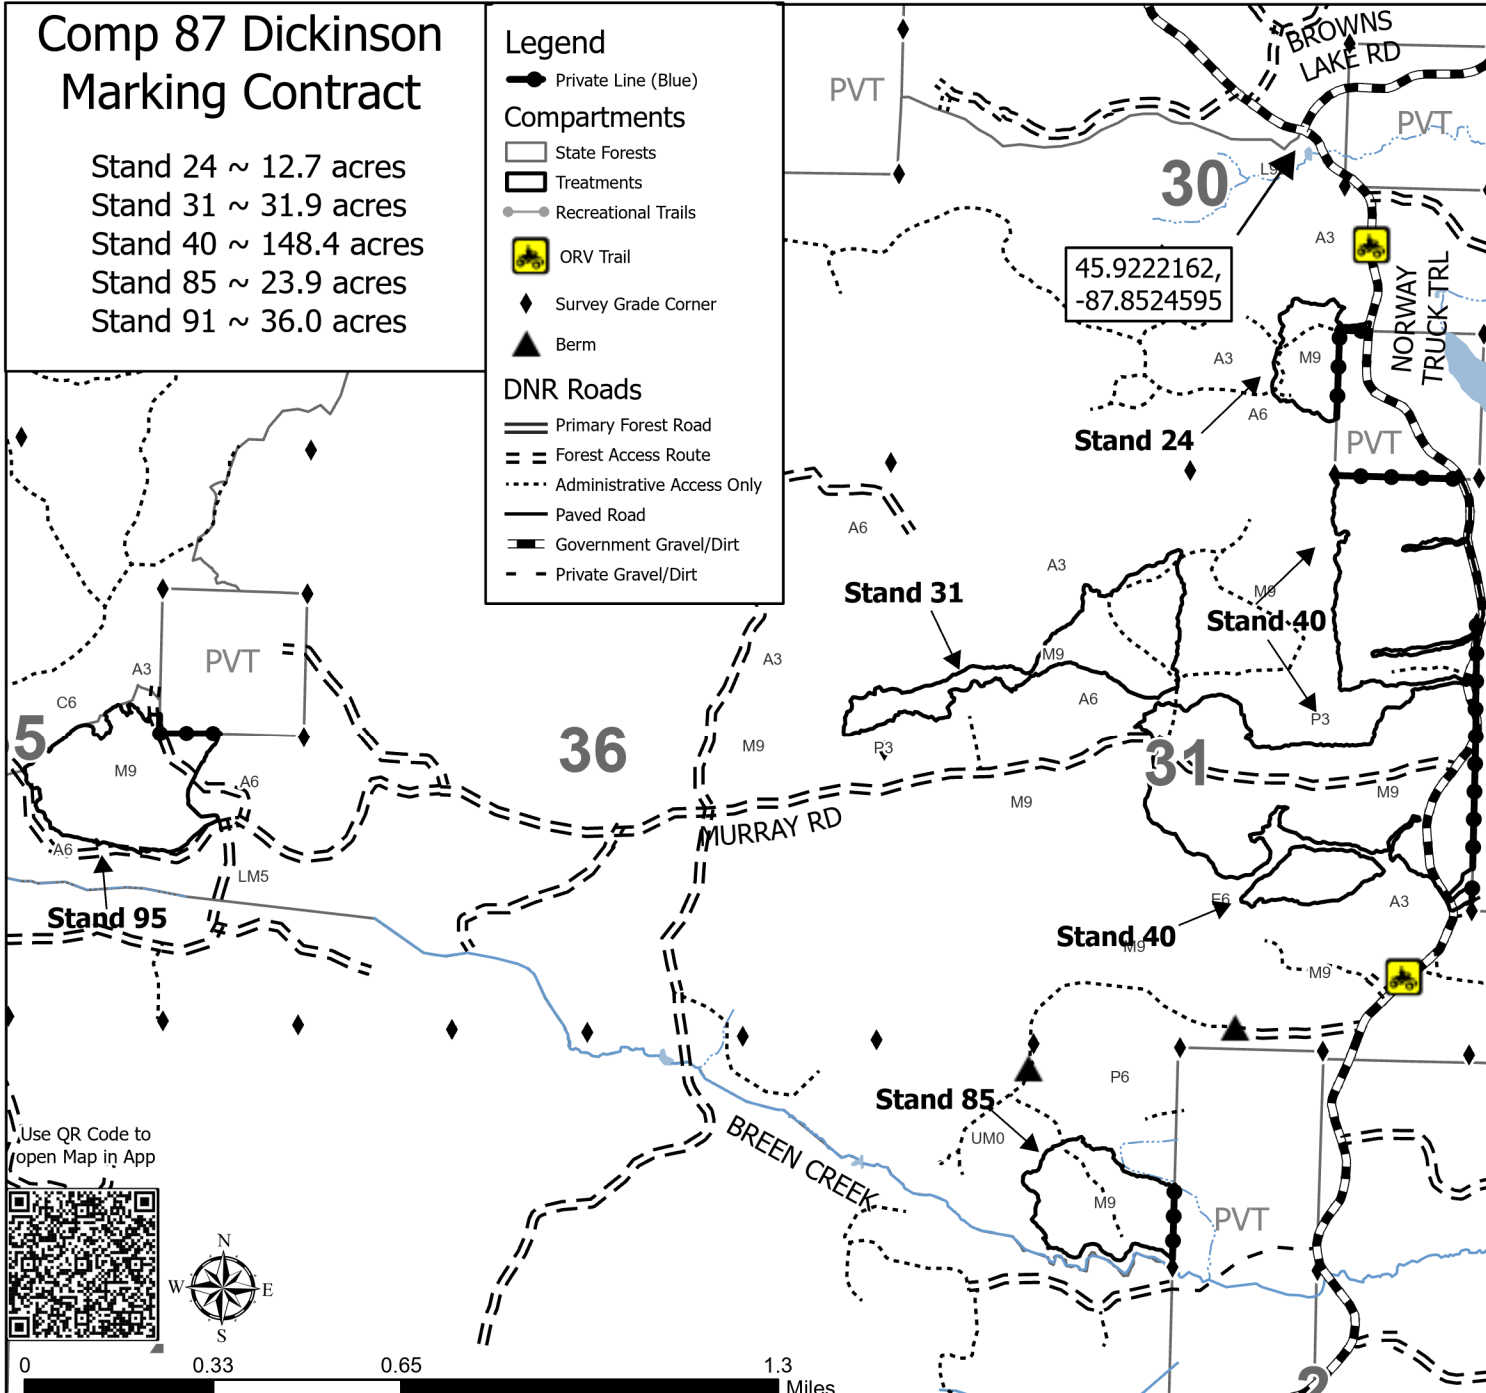 Comp 87 Dickinson
Marking Contract
Stand 24 ~ 12.7 acres
Stand 31 ~ 31.9 acres
Stand 40 ~ 148.4 acres
Stand 85 ~ 23.9 acres
Stand 91 ~ 36.0 acres
Legend
Private Line (Blue)
Compartments
State Forests
Treatments
Recreational Trails
ORV Trail
Survey Grade Corner
Berm
DNR Roads
Primary Forest Road
Forest Access Route
Administrative Access Only
Paved Road
Government Gravel/Dirt
Private Gravel/Dirt
BROWNS
LAKE RD
PVT
PVT
30
L9
A3
45.9222162,
-87.8524595
NORWAY
TRUCK TRL
A3
M9
A6
Stand 24
PVT
A6
A3
Stand 31
M9
Stand 40
A3
PVT
A3
M9
C6
A6
P3
5
36
M9
P3
31
M9
A6
M9
M9
MURRAY RD
A6
LM5
E6
A3
Stand 95
Stand 40
M9
M9
P6
Stand 85
UM0
Use QR Code to
open Map in App
BREEN CREEK
M9
PVT
N
W
E
S
0
0.33
0.65
1.3
Miles
2